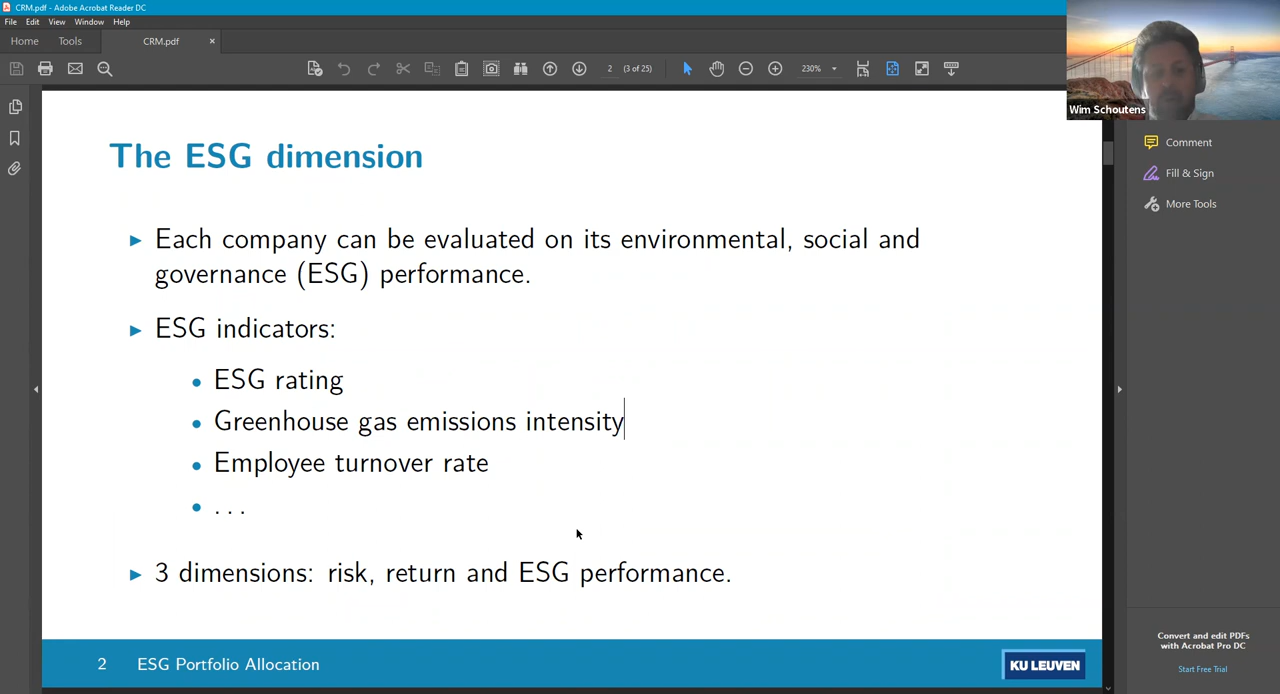 CRM.pdf - Adobe Acrobat Reader DC
File Edit View Window Help
Home Tools CRM.pdf ×
2 (3 of 25) 230%
Wim Schoutens
Comment
Fill & Sign
More Tools
The ESG dimension
Each company can be evaluated on its environmental, social and
governance (ESG) performance.
ESG indicators:
ESG rating
Greenhouse gas emissions intensity
Employee turnover rate
. . .
3 dimensions: risk, return and ESG performance.
2 ESG Portfolio Allocation
KU LEUVEN
Convert and edit PDFs
with Acrobat Pro DC
Start Free Trial